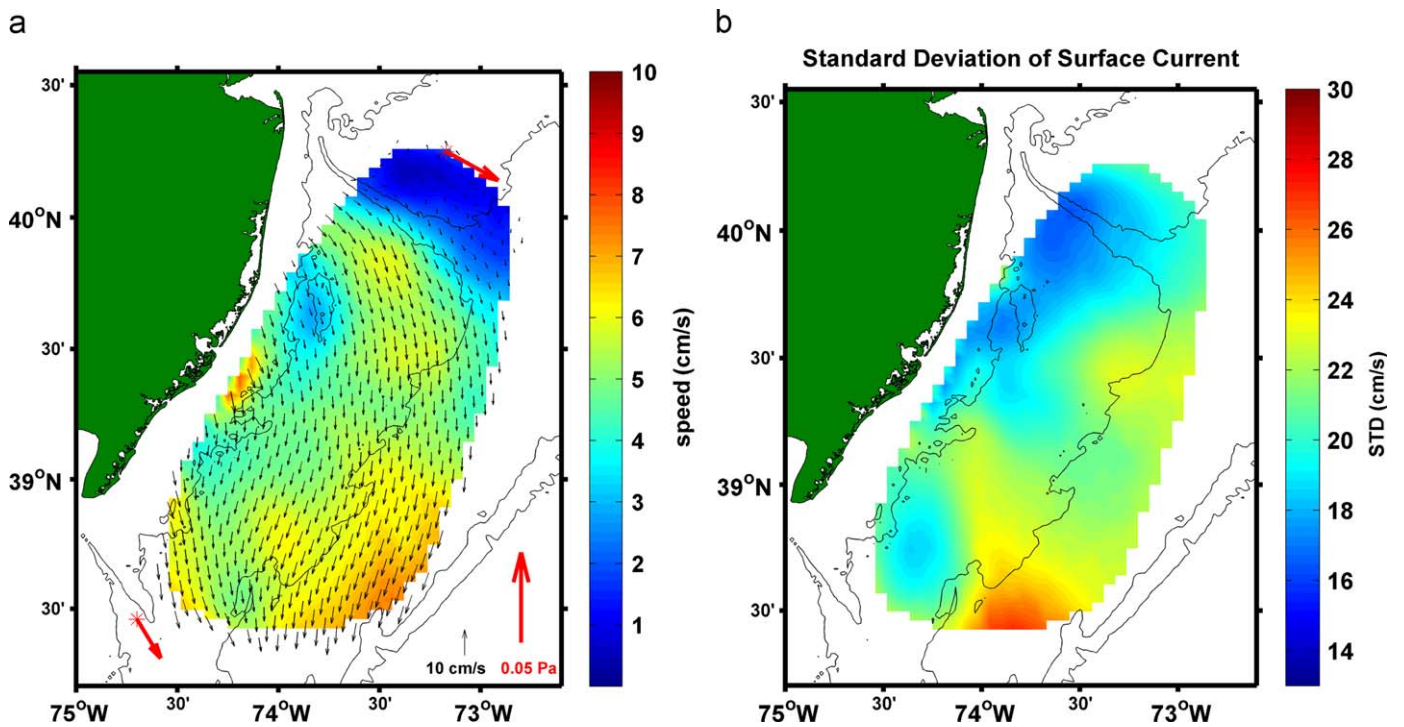 a
30'
40°N
30'
39°N
30'
75°W
30'
74°W
30'
73°W
10 cm/s
0.05 Pa
10
9
8
7
6
5
4
3
2
1
speed (cm/s)
b
Standard Deviation of Surface Current
30'
40°N
30'
39°N
30'
75°W
30'
74°W
30'
73°W
30
28
26
24
22
20
18
16
14
STD (cm/s)